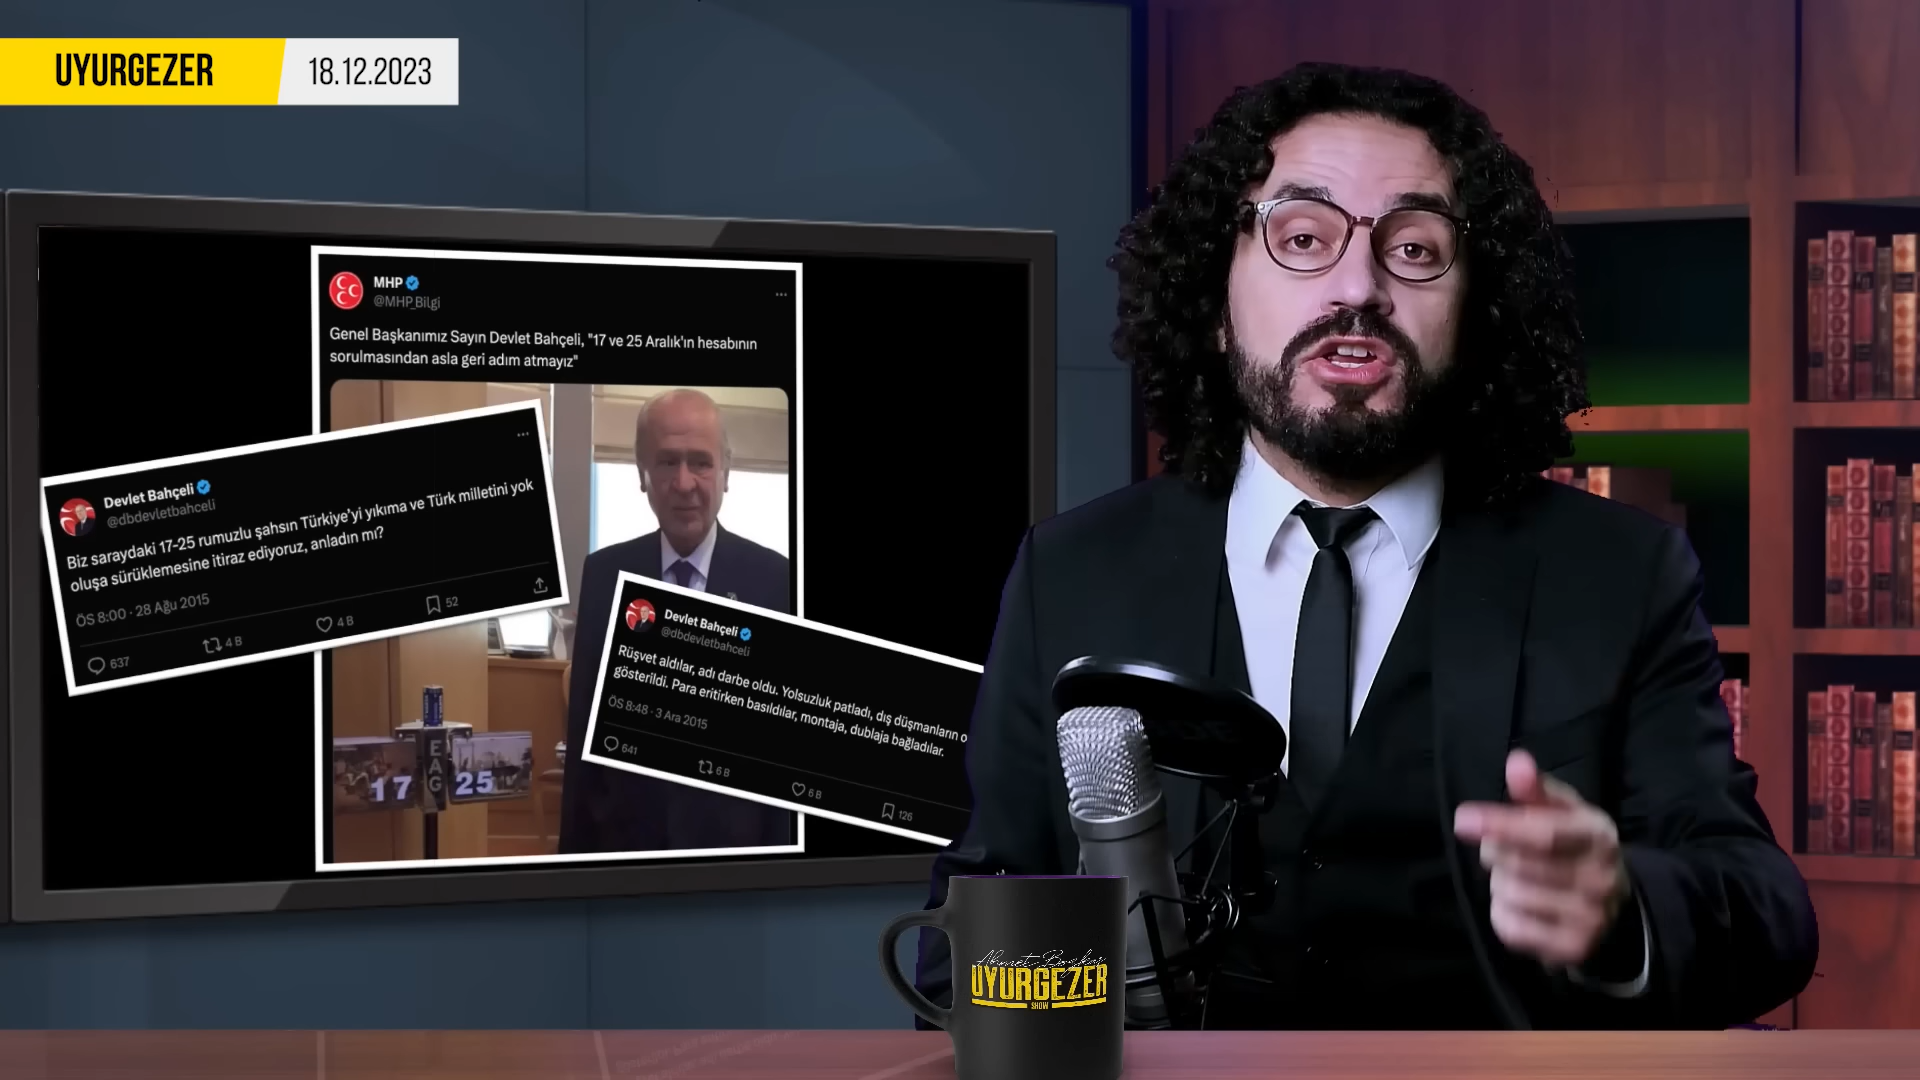 UYURGEZER
18.12.2023
MHP
@MHP_Bilgi
Genel Başkanımız Sayın Devlet Bahçeli, "17 ve 25 Aralık'ın hesabının
sorulmasından asla geri adım atmayız"
Devlet Bahçeli
@dbdevletbahceli
Biz saraydaki 17-25 rumuzlu şahsın Türkiye'yi yıkıma ve Türk milletini yok
oluşa sürüklemesine itiraz ediyoruz, anladın mı?
ÖS 8:00 · 28 Ağu 2015
637 4 B 4 B 52
Devlet Bahçeli
@dbdevletbahceli
Rüşvet aldılar, adı darbe oldu. Yolsuzluk patladı, dış düşmanların o
gösterildi. Para eritirken basıldılar, montaja, dublaja bağladılar.
ÖS 8:48 · 3 Ara 2015
641 6 B 6 B 126
17 EAG 25
Ahmet Bozkuş
UYURGEZER
SHOW